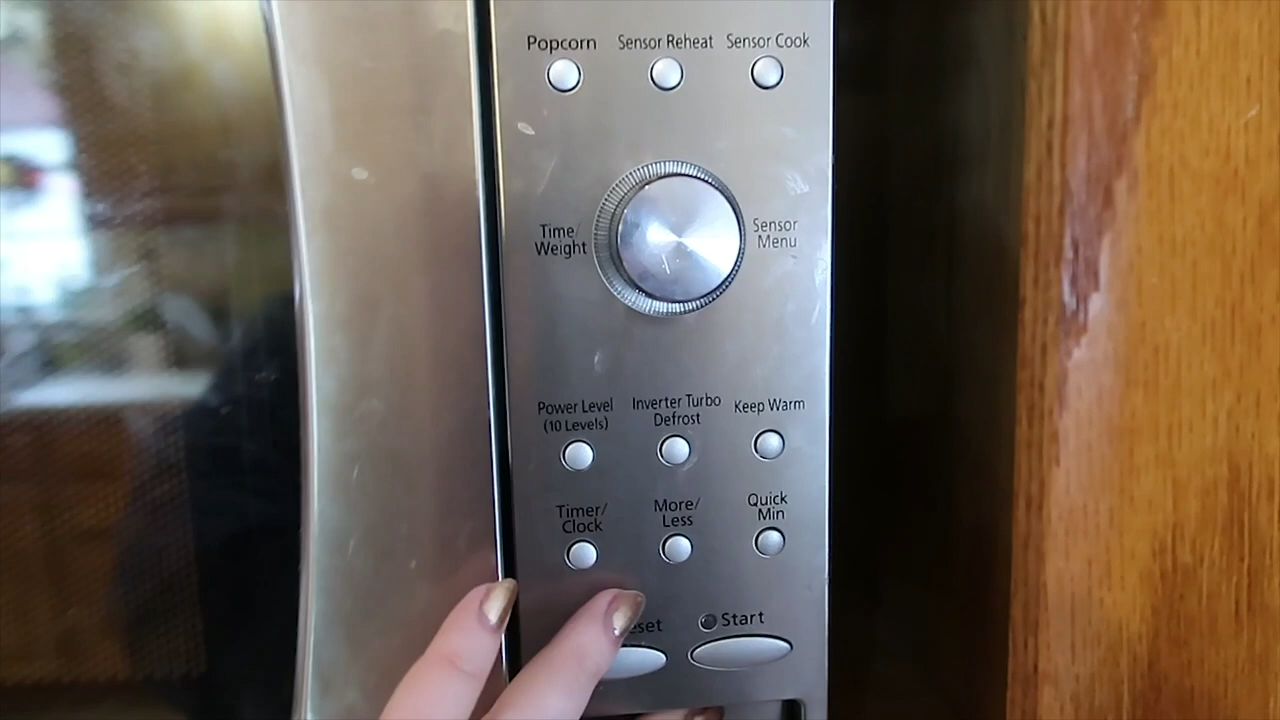 Popcorn
Sensor Reheat
Sensor Cook
Time/
Weight
Sensor
Menu
Power Level
(10 Levels)
Inverter Turbo
Defrost
Keep Warm
Timer/
Clock
More/
Less
Quick
Min
Start